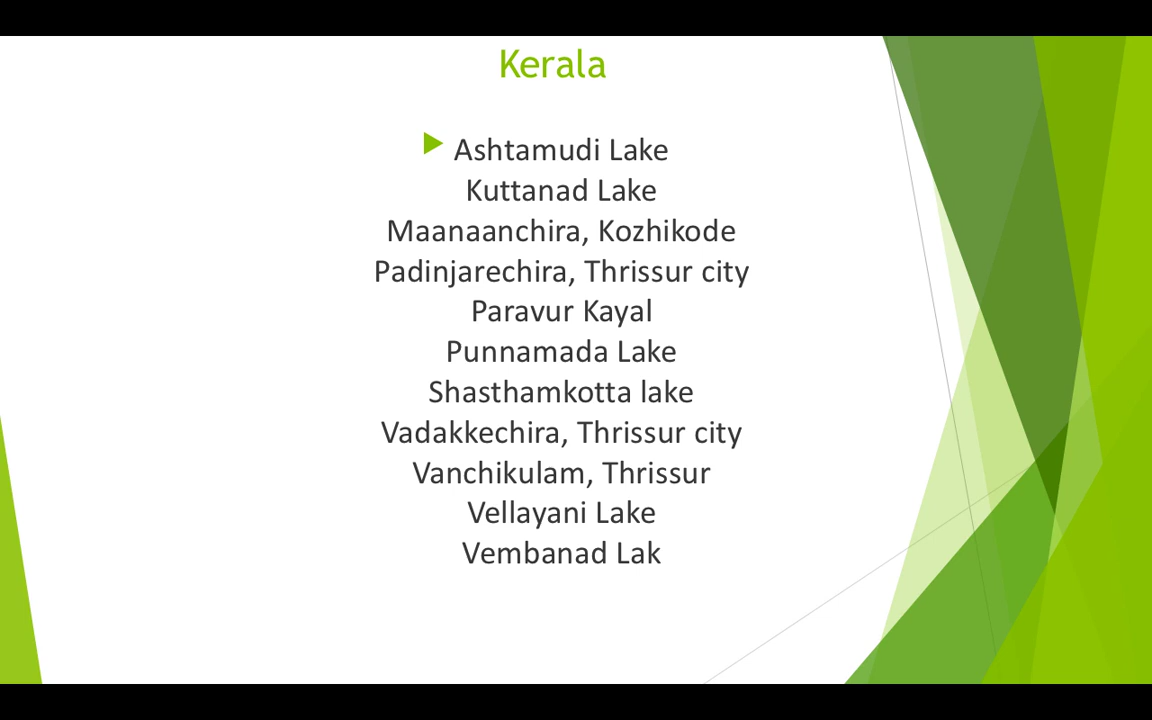 Kerala
Ashtamudi Lake
Kuttanad Lake
Maanaanchira, Kozhikode
Padinjarechira, Thrissur city
Paravur Kayal
Punnamada Lake
Shasthamkotta lake
Vadakkechira, Thrissur city
Vanchikulam, Thrissur
Vellayani Lake
Vembanad Lak